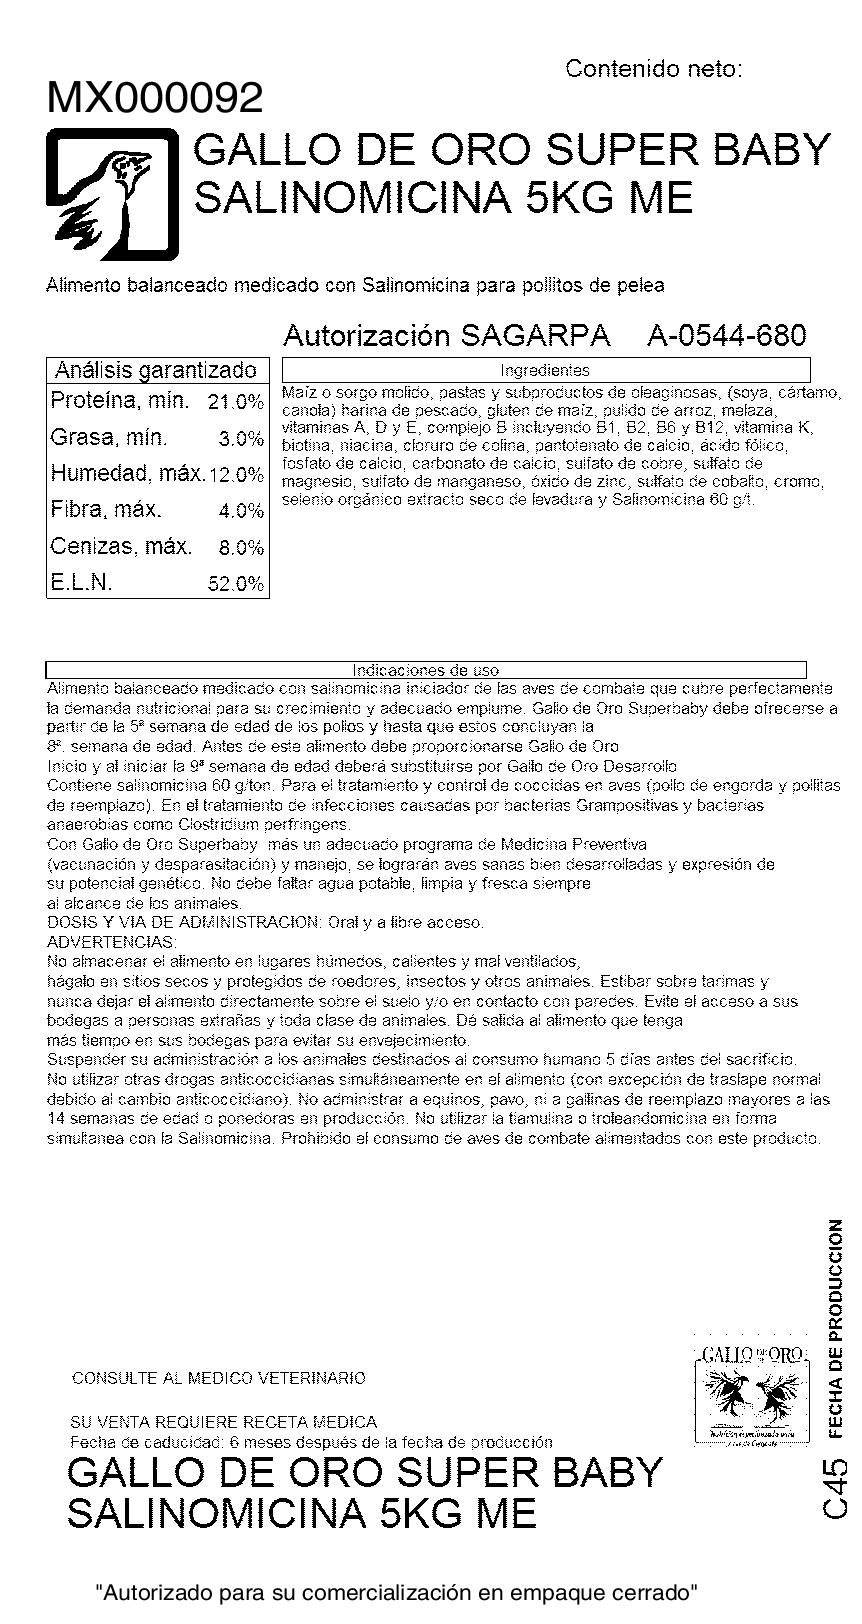 Contenido neto:
MX000092
GALLO DE ORO SUPER BABY
SALINOMICINA 5KG ME
Alimento balanceado medicado con Salinomicina para pollitos de pelea
Autorización SAGARPA A-0544-680
Análisis garantizado
Proteína, mín. 21.0%
Grasa, mín. 3.0%
Humedad, máx. 12.0%
Fibra, máx. 4.0%
Cenizas, máx. 8.0%
E.L.N. 52.0%
Ingredientes
Maíz o sorgo molido, pastas y subproductos de oleaginosas, (soya, cártamo,
canola) harina de pescado, gluten de maíz, pulido de arroz, melaza,
vitaminas A, D y E, complejo B incluyendo B1, B2, B6 y B12, vitamina K,
biotina, niacina, cloruro de colina, pantotenato de calcio, ácido fólico,
fosfato de calcio, carbonato de calcio, sulfato de cobre, sulfato de
magnesio, sulfato de manganeso, óxido de zinc, sulfato de cobalto, cromo,
selenio orgánico extracto seco de levadura y Salinomicina 60 g/t.
Indicaciones de uso
Alimento balanceado medicado con salinomicina iniciador de las aves de combate que cubre perfectamente
la demanda nutricional para su crecimiento y adecuado emplume. Gallo de Oro Superbaby debe ofrecerse a
partir de la 5ª semana de edad de los pollos y hasta que estos concluyan la
8ª. semana de edad. Antes de este alimento debe proporcionarse Gallo de Oro
Inicio y al iniciar la 9ª semana de edad deberá substituirse por Gallo de Oro Desarrollo
Contiene salinomicina 60 g/ton. Para el tratamiento y control de coccidas en aves (pollo de engorda y pollitas
de reemplazo). En el tratamiento de infecciones causadas por bacterias Grampositivas y bacterias
anaerobias como Clostridium perfringens.
Con Gallo de Oro Superbaby más un adecuado programa de Medicina Preventiva
(vacunación y desparasitación) y manejo, se lograrán aves sanas bien desarrolladas y expresión de
su potencial genético. No debe faltar agua potable, limpia y fresca siempre
al alcance de los animales.
DOSIS Y VIA DE ADMINISTRACION: Oral y a libre acceso.
ADVERTENCIAS:
No almacenar el alimento en lugares húmedos, calientes y mal ventilados,
hágalo en sitios secos y protegidos de roedores, insectos y otros animales. Estibar sobre tarimas y
nunca dejar el alimento directamente sobre el suelo y/o en contacto con paredes. Evite el acceso a sus
bodegas a personas extrañas y toda clase de animales. Dé salida al alimento que tenga
más tiempo en sus bodegas para evitar su envejecimiento.
Suspender su administración a los animales destinados al consumo humano 5 días antes del sacrificio.
No utilizar otras drogas anticoccidianas simultáneamente en el alimento (con excepción de traslape normal
debido al cambio anticoccidiano). No administrar a equinos, pavo, ni a gallinas de reemplazo mayores a las
14 semanas de edad o ponedoras en producción. No utilizar la tiamulina o troleandomicina en forma
simultanea con la Salinomicina. Prohibido el consumo de aves de combate alimentados con este producto.
FECHA DE PRODUCCION
C45
GALLO DE ORO
CONSULTE AL MEDICO VETERINARIO
SU VENTA REQUIERE RECETA MEDICA
Fecha de caducidad: 6 meses después de la fecha de producción
GALLO DE ORO SUPER BABY
SALINOMICINA 5KG ME
"Autorizado para su comercialización en empaque cerrado"